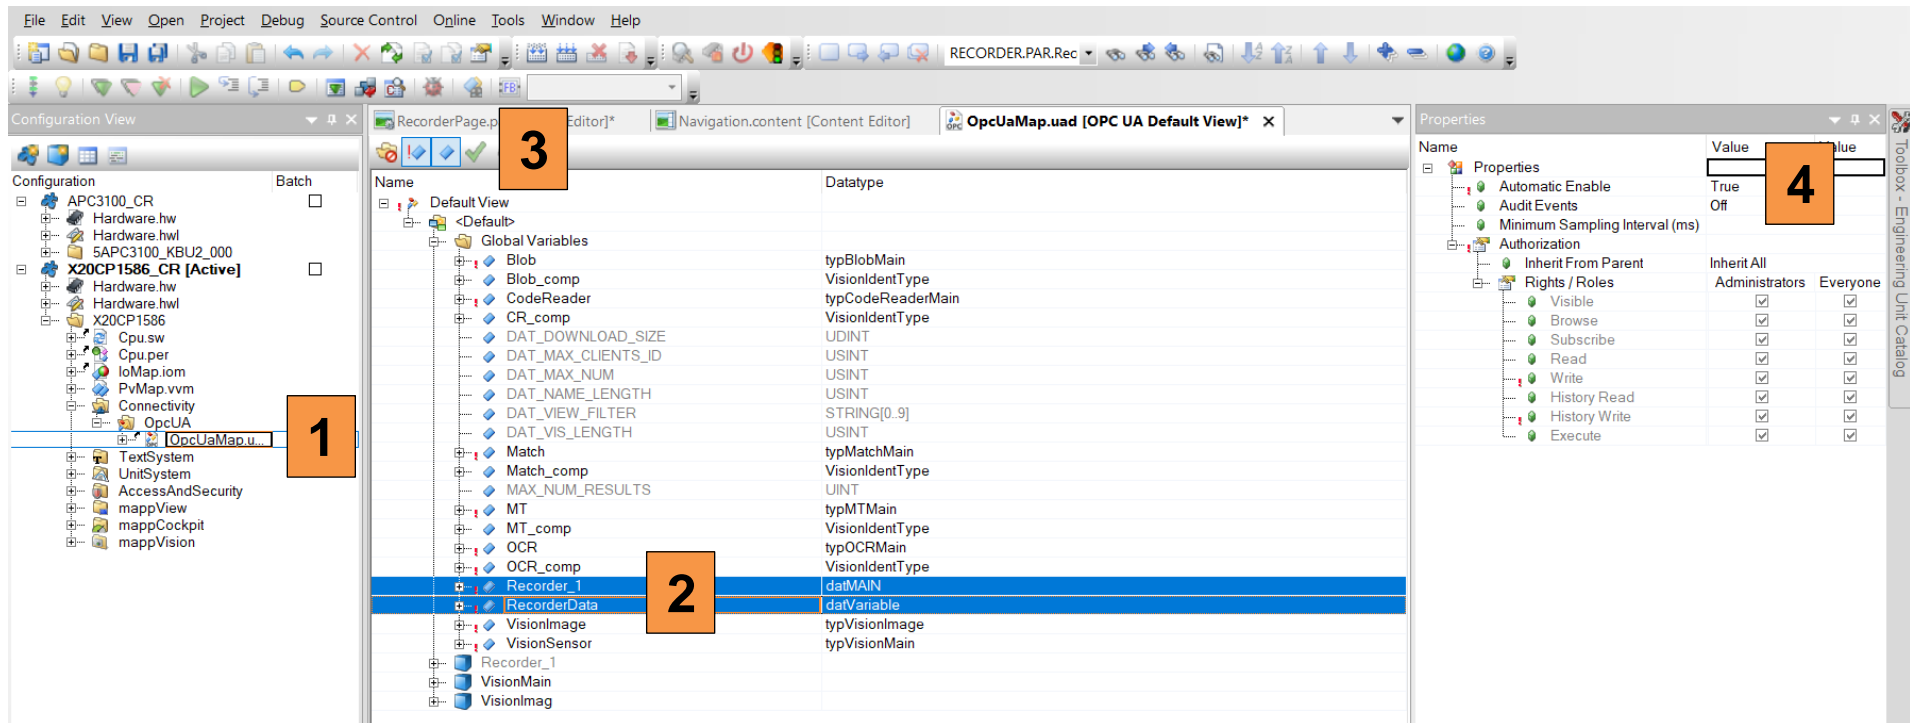 File Edit View Open Project Debug Source Control Online Tools Window Help
RECORDER.PAR.Rec
FB
Configuration View
RecorderPage.p Editor]* Navigation.content [Content Editor] OpcUaMap.uad [OPC UA Default View]* X
Properties
3
4
Configuration Batch
Name Datatype
Name Value
APC3100_CR
Hardware.hw
Hardware.hwl
5APC3100_KBU2_000
X20CP1586_CR [Active]
Hardware.hw
Hardware.hwl
X20CP1586
Cpu.sw
Cpu.per
IoMap.iom
PvMap.vvm
Connectivity
OpcUA
OpcUaMap.u...
TextSystem
UnitSystem
AccessAndSecurity
mappView
mappCockpit
mappVision
1
Default View
<Default>
Global Variables
Blob typBlobMain
Blob_comp VisionIdentType
CodeReader typCodeReaderMain
CR_comp VisionIdentType
DAT_DOWNLOAD_SIZE UDINT
DAT_MAX_CLIENTS_ID USINT
DAT_MAX_NUM USINT
DAT_NAME_LENGTH USINT
DAT_VIEW_FILTER STRING[0..9]
DAT_VIS_LENGTH USINT
Match typMatchMain
Match_comp VisionIdentType
MAX_NUM_RESULTS UINT
MT typMTMain
MT_comp VisionIdentType
OCR typOCRMain
OCR_comp VisionIdentType
Recorder_1 datMAIN
RecorderData datVariable
VisionImage typVisionImage
VisionSensor typVisionMain
Recorder_1
VisionMain
VisionImag
2
Properties
Automatic Enable True
Audit Events Off
Minimum Sampling Interval (ms)
Authorization
Inherit From Parent Inherit All
Rights / Roles Administrators Everyone
Visible
Browse
Subscribe
Read
Write
History Read
History Write
Execute
Toolbox - Engineering Unit Catalog